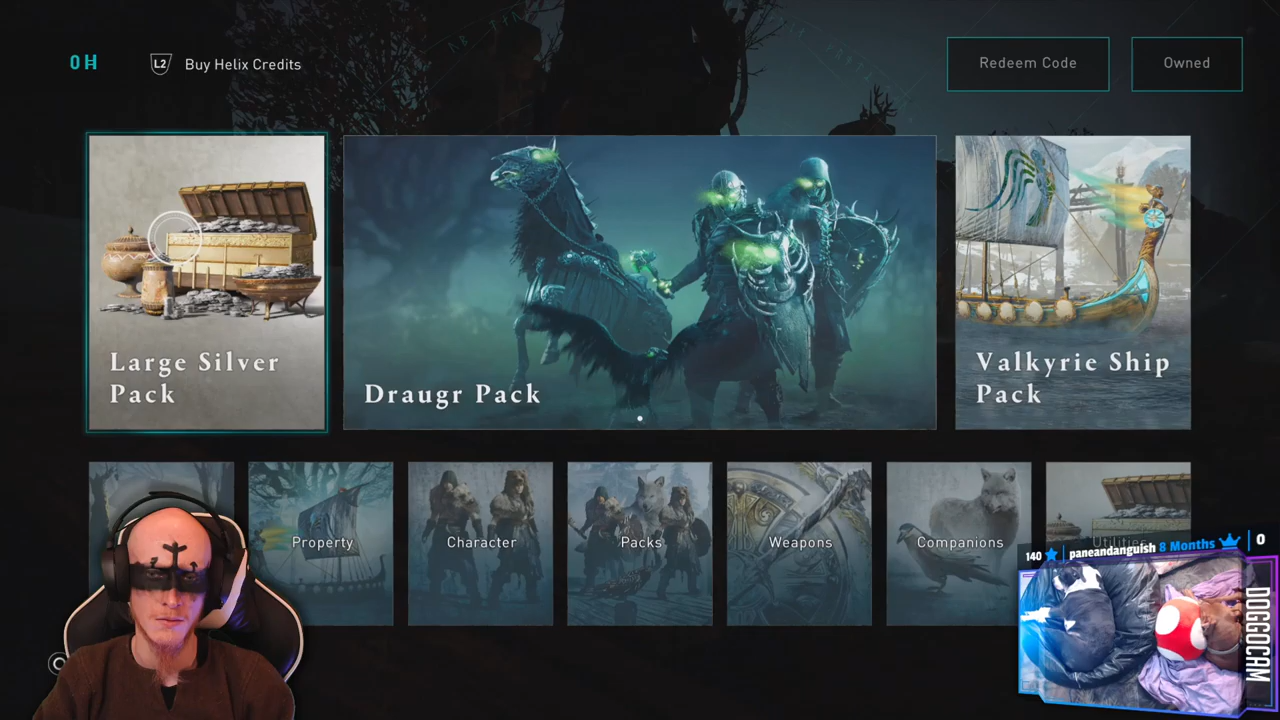 0 H
L2
Buy Helix Credits
Redeem Code
Owned
Large Silver
Pack
Draugr Pack
Valkyrie Ship
Pack
Property
Character
Packs
Weapons
Companions
Utilities
140
paneandanguish 8 Months
0
DOGGOCAM